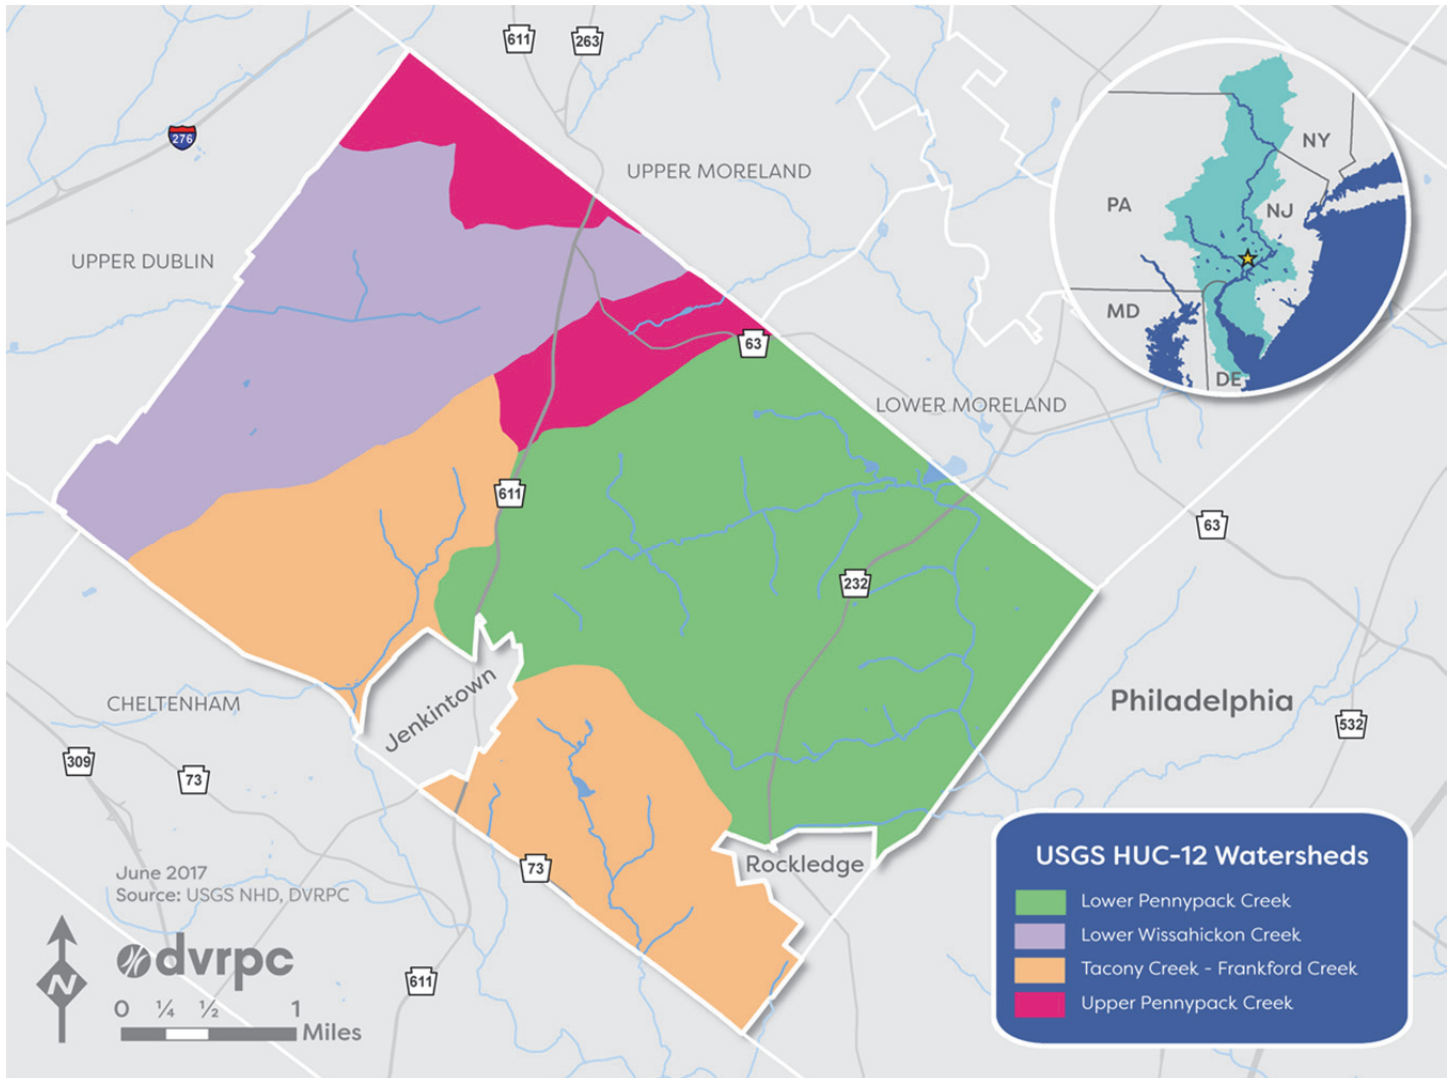 611
263
276
UPPER MORELAND
UPPER DUBLIN
NY
PA
NJ
MD
DE
63
LOWER MORELAND
611
63
232
CHELTENHAM
Jenkintown
Philadelphia
532
309
73
Rockledge
73
611
June 2017
Source: USGS NHD, DVRPC
dvrpc
N
0 ¼ ½ 1
Miles
USGS HUC-12 Watersheds
Lower Pennypack Creek
Lower Wissahickon Creek
Tacony Creek - Frankford Creek
Upper Pennypack Creek